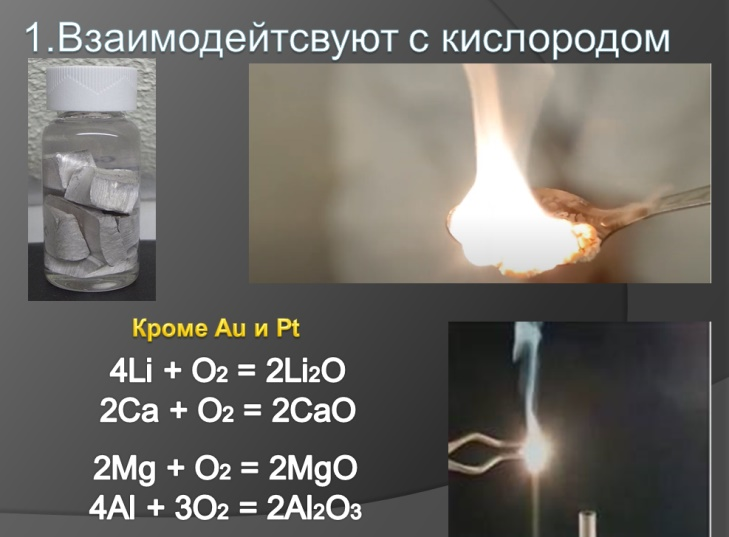 1.Взаимодейтсвуют с кислородом
Кроме Au и Pt
4Li + O2 = 2Li2O
2Ca + O2 = 2CaO
2Mg + O2 = 2MgO
4Al + 3O2 = 2Al2O3